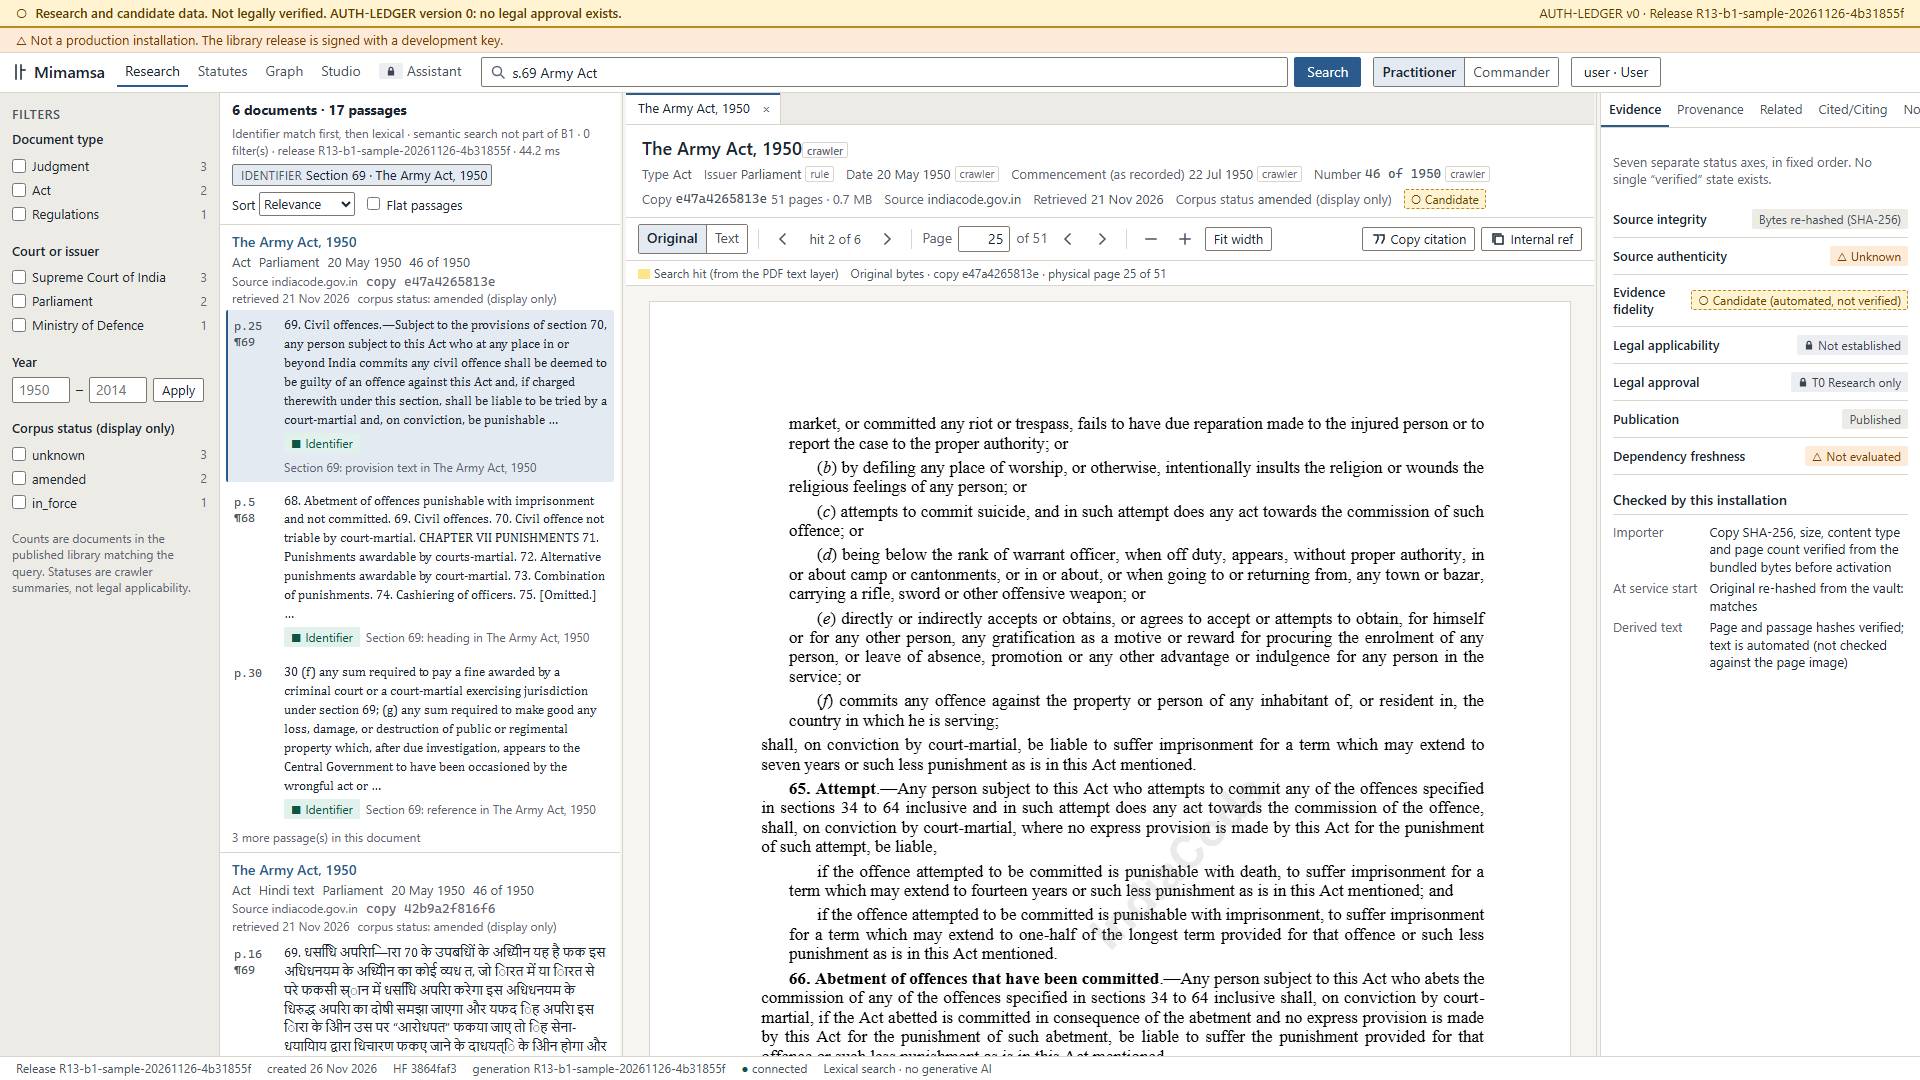 Research and candidate data. Not legally verified. AUTH-LEDGER version 0: no legal approval exists.
AUTH-LEDGER v0 · Release R13-b1-sample-20261126-4b31855f
⚠ Not a production installation. The library release is signed with a development key.
Mimamsa Research Statutes Graph Studio Assistant
s.69 Army Act
Search Practitioner Commander user · User
FILTERS
Document type
Judgment 3
Act 2
Regulations 1
Court or issuer
Supreme Court of India 3
Parliament 2
Ministry of Defence 1
Year
1950 – 2014 Apply
Corpus status (display only)
unknown 3
amended 2
in_force 1
Counts are documents in the
published library matching the
query. Statuses are crawler
summaries, not legal applicability.
6 documents · 17 passages
Identifier match first, then lexical · semantic search not part of B1 · 0
filter(s) · release R13-b1-sample-20261126-4b31855f · 44.2 ms
IDENTIFIER Section 69 · The Army Act, 1950
Sort Relevance Flat passages
The Army Act, 1950
Act Parliament 20 May 1950 46 of 1950
Source indiacode.gov.in copy e47a4265813e
retrieved 21 Nov 2026 corpus status: amended (display only)
p.25
¶69
69. Civil offences.—Subject to the provisions of section 70,
any person subject to this Act who at any place in or
beyond India commits any civil offence shall be deemed to
be guilty of an offence against this Act and, if charged
therewith under this section, shall be liable to be tried by a
court-martial and, on conviction, be punishable ...
Identifier
Section 69: provision text in The Army Act, 1950
p.5
¶68
68. Abetment of offences punishable with imprisonment
and not committed. 69. Civil offences. 70. Civil offence not
triable by court-martial. CHAPTER VII PUNISHMENTS 71.
Punishments awardable by courts-martial. 72. Alternative
punishments awardable by court-martial. 73. Combination
of punishments. 74. Cashiering of officers. 75. [Omitted.]
...
Identifier Section 69: heading in The Army Act, 1950
p.30
30 (f) any sum required to pay a fine awarded by a
criminal court or a court-martial exercising jurisdiction
under section 69; (g) any sum required to make good any
loss, damage, or destruction of public or regimental
property which, after due investigation, appears to the
Central Government to have been occasioned by the
wrongful act or ...
Identifier Section 69: reference in The Army Act, 1950
3 more passage(s) in this document
The Army Act, 1950
Act Hindi text Parliament 20 May 1950 46 of 1950
Source indiacode.gov.in copy 42b9a2f816f6
retrieved 21 Nov 2026 corpus status: amended (display only)
p.16
¶69
70 के उपबंधों के यह है फक इस
का कोई में या से
परे फकसी में करेगा इस अधिधनयम के
का दोषी समझा जाएगा और यफद इस
के उस पर “आरोधपत” फकया जाए तो सेना-
द्वारा धिचारण फकए जाने के के होगा और
The Army Act, 1950 ×
The Army Act, 1950 crawler
Type Act Issuer Parliament rule Date 20 May 1950 crawler Commencement (as recorded) 22 Jul 1950 crawler Number 46 of 1950 crawler
Copy e47a4265813e 51 pages · 0.7 MB Source indiacode.gov.in Retrieved 21 Nov 2026 Corpus status amended (display only) Candidate
Original Text hit 2 of 6 Page 25 of 51 Fit width Copy citation Internal ref
Search hit (from the PDF text layer) Original bytes · copy e47a4265813e · physical page 25 of 51
market, or committed any riot or trespass, fails to have due reparation made to the injured person or to
report the case to the proper authority; or
(b) by defiling any place of worship, or otherwise, intentionally insults the religion or wounds the
religious feelings of any person; or
(c) attempts to commit suicide, and in such attempt does any act towards the commission of such
offence; or
(d) being below the rank of warrant officer, when off duty, appears, without proper authority, in
or about camp or cantonments, or in or about, or when going to or returning from, any town or bazar,
carrying a rifle, sword or other offensive weapon; or
(e) directly or indirectly accepts or obtains, or agrees to accept or attempts to obtain, for himself
or for any other person, any gratification as a motive or reward for procuring the enrolment of any
person, or leave of absence, promotion or any other advantage or indulgence for any person in the
service; or
(f) commits any offence against the property or person of any inhabitant of, or resident in, the
country in which he is serving;
shall, on conviction by court-martial, be liable to suffer imprisonment for a term which may extend to
seven years or such less punishment as is in this Act mentioned.
65. Attempt.—Any person subject to this Act who attempts to commit any of the offences specified
in sections 34 to 64 inclusive and in such attempt does any act towards the commission of the offence,
shall, on conviction by court-martial, where no express provision is made by this Act for the punishment
of such attempt, be liable,
if the offence attempted to be committed is punishable with death, to suffer imprisonment for a
term which may extend to fourteen years or such less punishment as is in this Act mentioned; and
if the offence attempted to be committed is punishable with imprisonment, to suffer imprisonment
for a term which may extend to one-half of the longest term provided for that offence or such less
punishment as is in this Act mentioned.
66. Abetment of offences that have been committed.—Any person subject to this Act who abets the
commission of any of the offences specified in sections 34 to 64 inclusive shall, on conviction by court-
martial, if the Act abetted is committed in consequence of the abetment and no express provision is made
by this Act for the punishment of such abetment, be liable to suffer the punishment provided for that
offence or such less punishment as is in this Act mentioned.
Evidence Provenance Related Cited/Citing No
Seven separate status axes, in fixed order. No
single “verified” state exists.
Source integrity Bytes re-hashed (SHA-256)
Source authenticity ⚠ Unknown
Evidence
fidelity Candidate (automated, not verified)
Legal applicability Not established
Legal approval T0 Research only
Publication Published
Dependency freshness ⚠ Not evaluated
Checked by this installation
Importer Copy SHA-256, size, content type
and page count verified from the
bundled bytes before activation
At service start Original re-hashed from the vault:
matches
Derived text Page and passage hashes verified;
text is automated (not checked
against the page image)
Release R13-b1-sample-20261126-4b31855f created 26 Nov 2026 HF 3864faf3 generation R13-b1-sample-20261126-4b31855f connected Lexical search · no generative AI